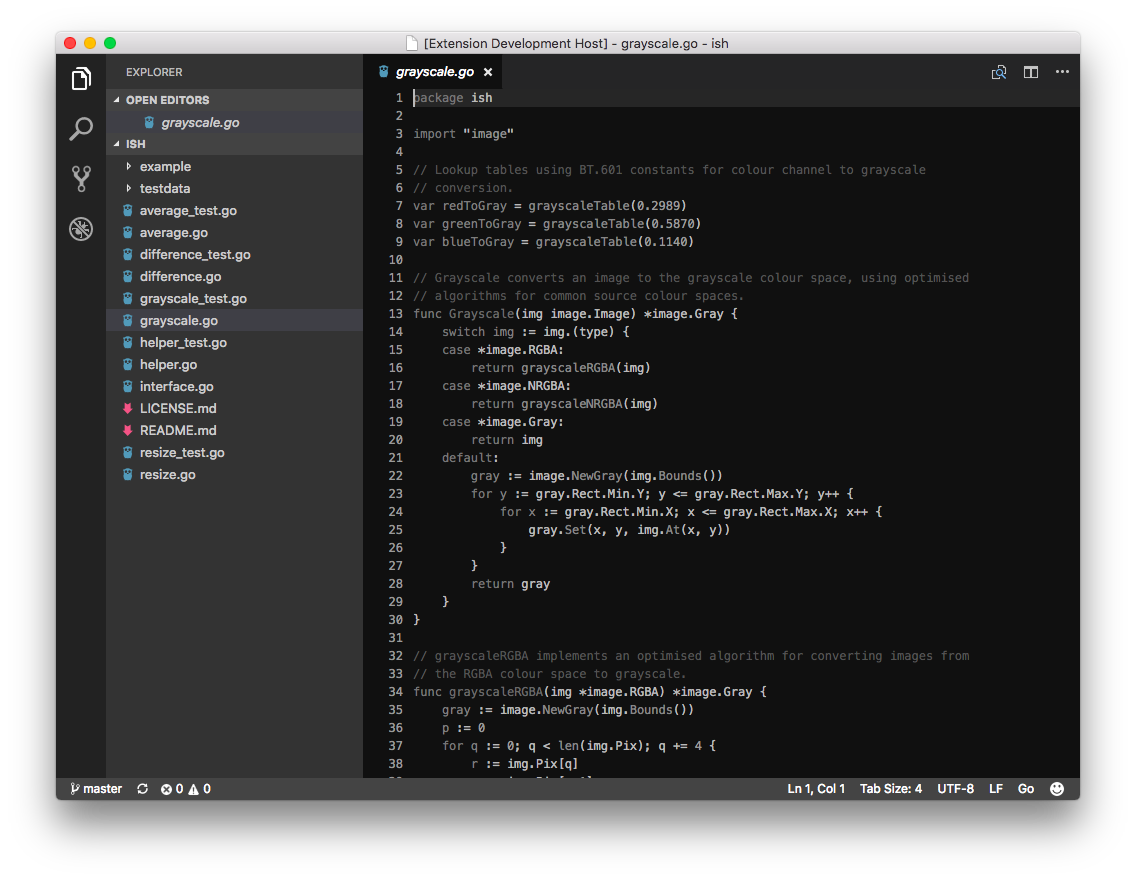 [Extension Development Host] - grayscale.go - ish
EXPLORER
OPEN EDITORS
grayscale.go
ISH
example
testdata
average_test.go
average.go
difference_test.go
difference.go
grayscale_test.go
grayscale.go
helper_test.go
helper.go
interface.go
LICENSE.md
README.md
resize_test.go
resize.go
grayscale.go
1 package ish
2
3 import "image"
4
5 // Lookup tables using BT.601 constants for colour channel to grayscale
6 // conversion.
7 var redToGray = grayscaleTable(0.2989)
8 var greenToGray = grayscaleTable(0.5870)
9 var blueToGray = grayscaleTable(0.1140)
10
11 // Grayscale converts an image to the grayscale colour space, using optimised
12 // algorithms for common source colour spaces.
13 func Grayscale(img image.Image) *image.Gray {
14     switch img := img.(type) {
15     case *image.RGBA:
16         return grayscaleRGBA(img)
17     case *image.NRGBA:
18         return grayscaleNRGBA(img)
19     case *image.Gray:
20         return img
21     default:
22         gray := image.NewGray(img.Bounds())
23         for y := gray.Rect.Min.Y; y <= gray.Rect.Max.Y; y++ {
24             for x := gray.Rect.Min.X; x <= gray.Rect.Max.X; x++ {
25                 gray.Set(x, y, img.At(x, y))
26             }
27         }
28         return gray
29     }
30 }
31
32 // grayscaleRGBA implements an optimised algorithm for converting images from
33 // the RGBA colour space to grayscale.
34 func grayscaleRGBA(img *image.RGBA) *image.Gray {
35     gray := image.NewGray(img.Bounds())
36     p := 0
37     for q := 0; q < len(img.Pix); q += 4 {
38         r := img.Pix[q]
master 0 0 Ln 1, Col 1 Tab Size: 4 UTF-8 LF Go